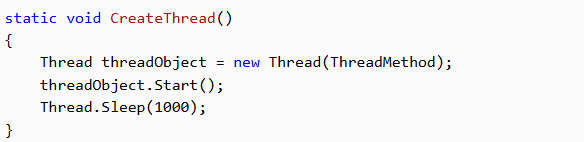 static void CreateThread()
{
    Thread threadObject = new Thread(ThreadMethod);
    threadObject.Start();
    Thread.Sleep(1000);
}